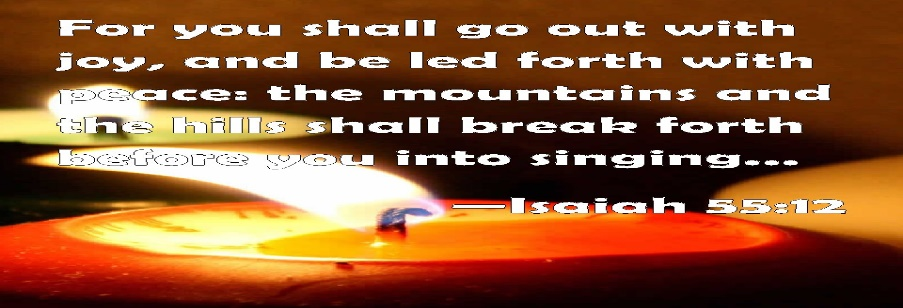 For you shall go out with
joy, and be led forth with
peace: the mountains and
the hills shall break forth
before you into singing...
—Isaiah 55:12